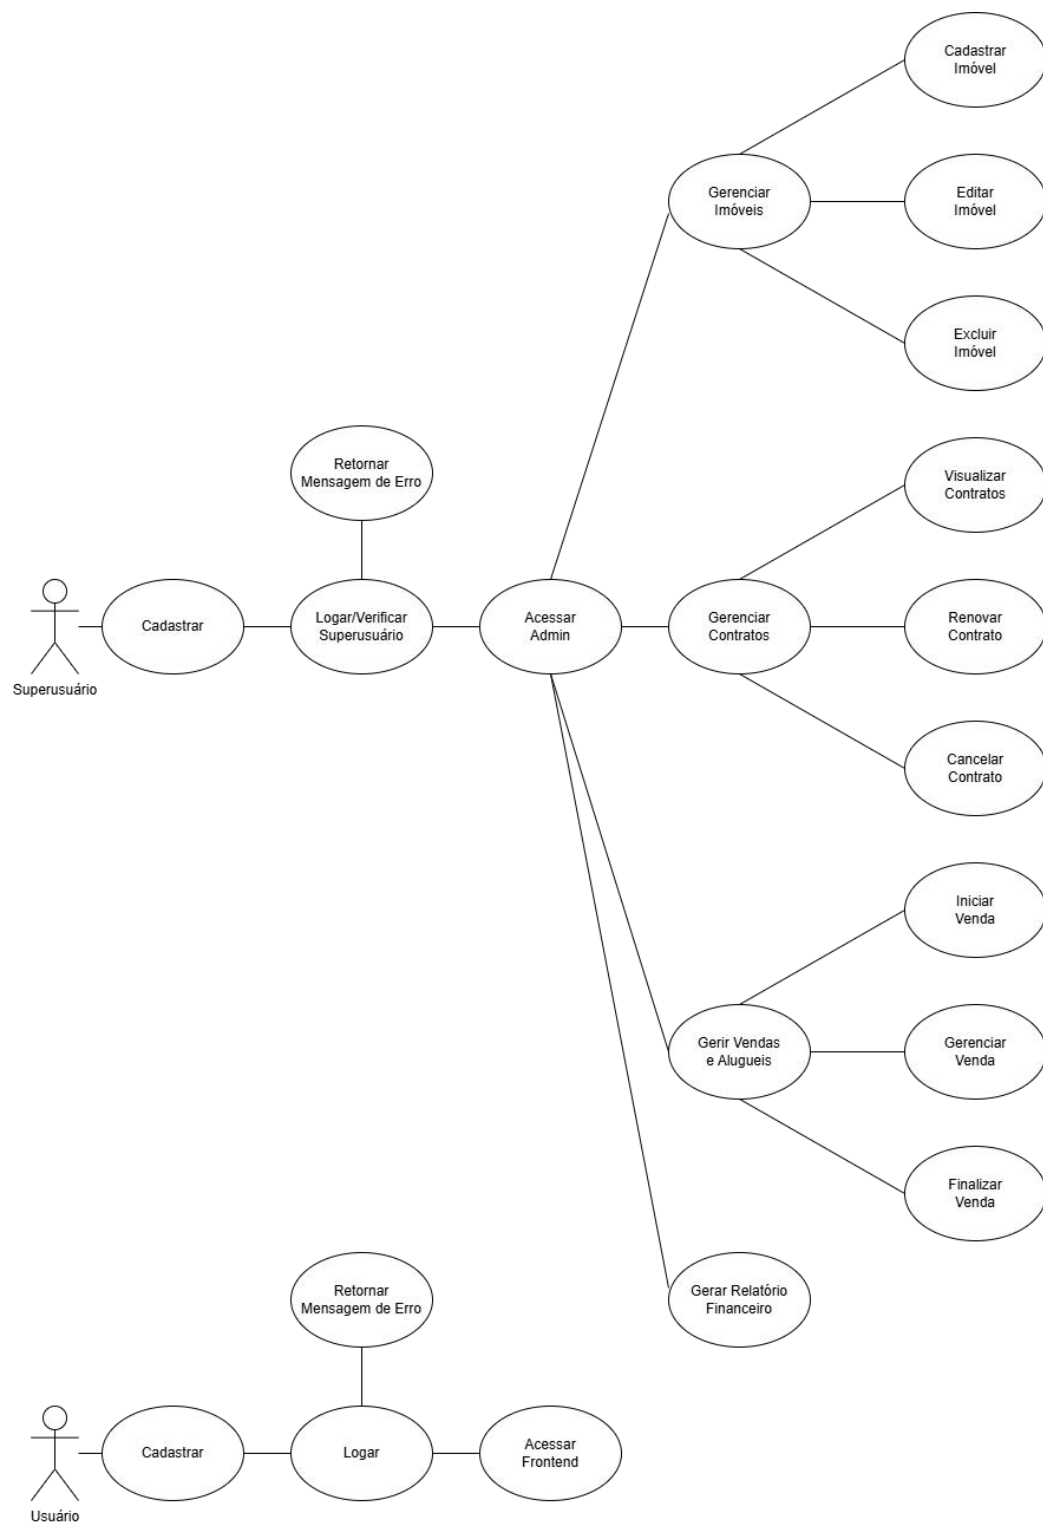 Cadastrar
Imóvel
Gerenciar
Imóveis
Editar
Imóvel
Excluir
Imóvel
Visualizar
Contratos
Retornar
Mensagem de Erro
Superusuário
Cadastrar
Logar/Verificar
Superusuário
Acessar
Admin
Gerenciar
Contratos
Renovar
Contrato
Cancelar
Contrato
Iniciar
Venda
Gerir Vendas
e Alugueis
Gerenciar
Venda
Finalizar
Venda
Gerar Relatório
Financeiro
Retornar
Mensagem de Erro
Cadastrar
Logar
Acessar
Frontend
Usuário